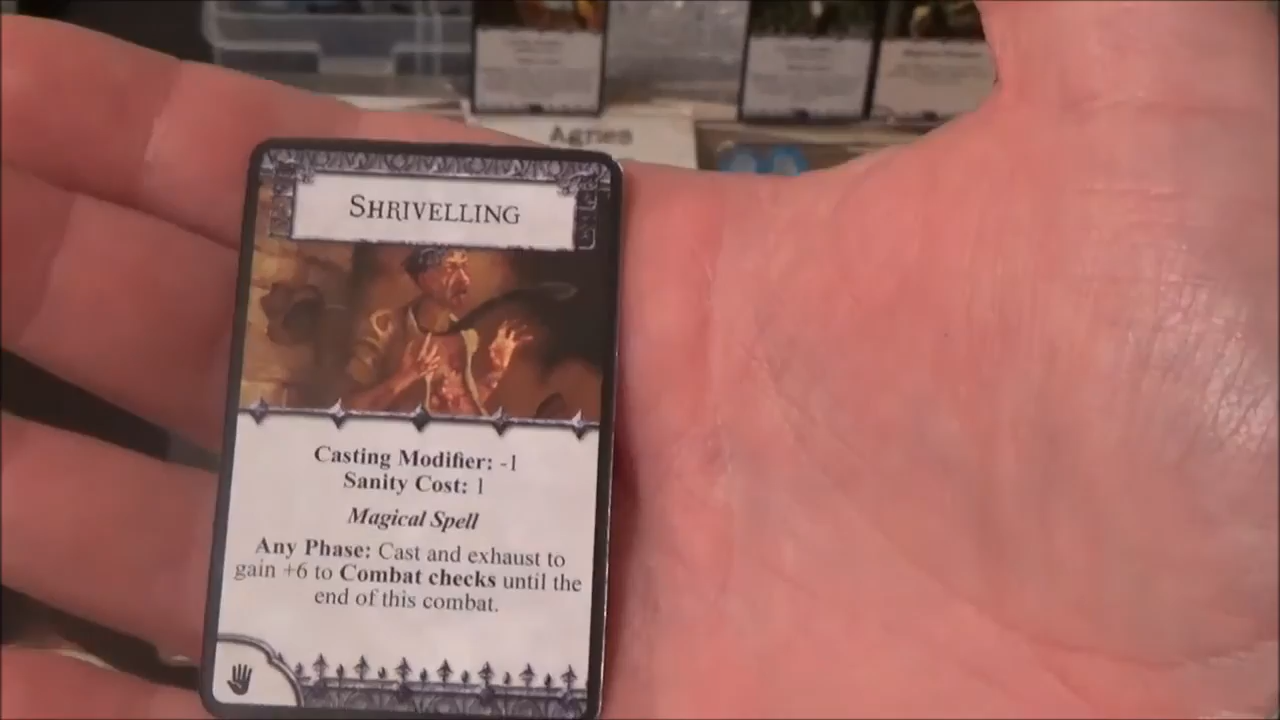 Agnes
SHRIVELLING
Casting Modifier: -1
Sanity Cost: 1
Magical Spell
Any Phase: Cast and exhaust to
gain +6 to Combat checks until the
end of this combat.